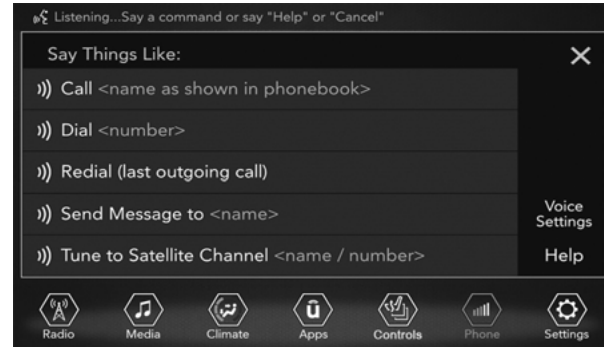 Listening...Say a command or say "Help" or "Cancel"
Say Things Like:
Call <name as shown in phonebook>
Dial <number>
Redial (last outgoing call)
Send Message to <name>
Tune to Satellite Channel <name / number>
Voice
Settings
Help
Radio Media Climate Apps Controls Phone Settings